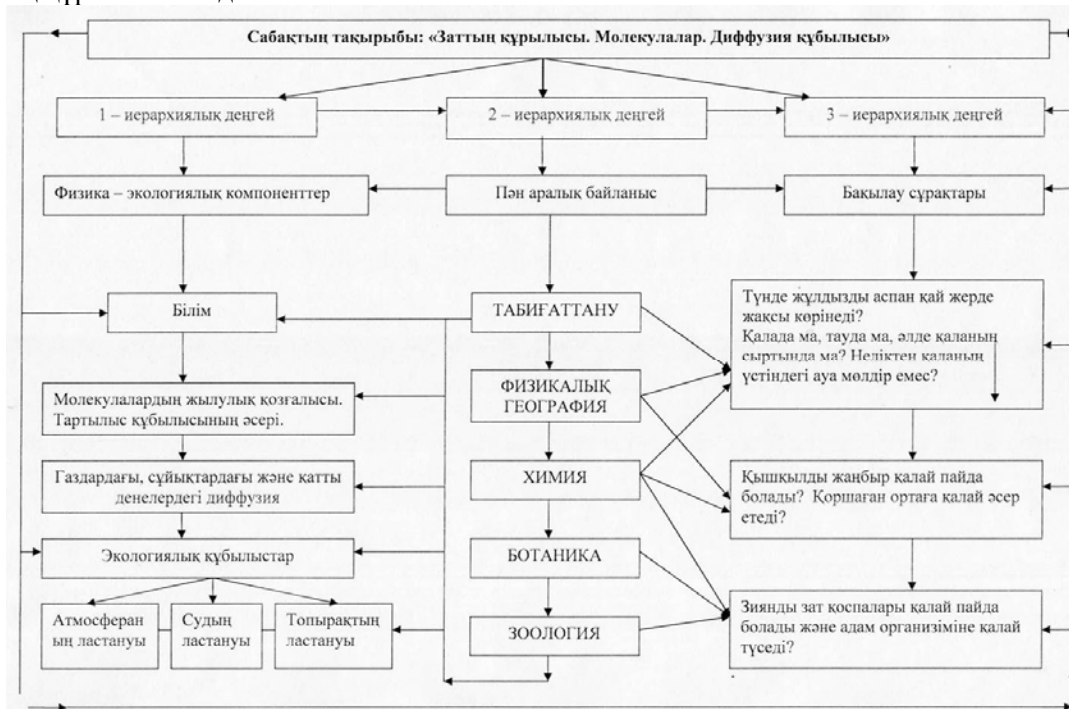 Сабақтың тақырыбы: «Заттың құрылысы. Молекулалар. Диффузия құбылысы»
1 – иерархиялық деңгей
2 – иерархиялық деңгей
3 – иерархиялық деңгей
Физика – экологиялық компоненттер
Пән аралық байланыс
Бақылау сұрақтары
Білім
Молекулалардың жылулық қозғалысы.
Тартылыс құбылысының әсері.
Газдардағы, сұйықтардағы және қатты
денелердегі диффузия
Экологиялық құбылыстар
Атмосферан
ың ластануы
Судың
ластануы
Топырақтың
ластануы
ТАБИҒАТТАНУ
ФИЗИКАЛЫҚ
ГЕОГРАФИЯ
ХИМИЯ
БОТАНИКА
ЗООЛОГИЯ
Түнде жұлдызды аспан қай жерде
жақсы көрінеді?
Қалада ма, тауда ма, әлде қаланың
сыртында ма? Неліктен қаланың
үстіндегі ауа мөлдір емес?
Қышқылды жаңбыр қалай пайда
болады? Қоршаған ортаға қалай әсер
етеді?
Зиянды зат қоспалары қалай пайда
болады және адам организіміне қалай
түседі?